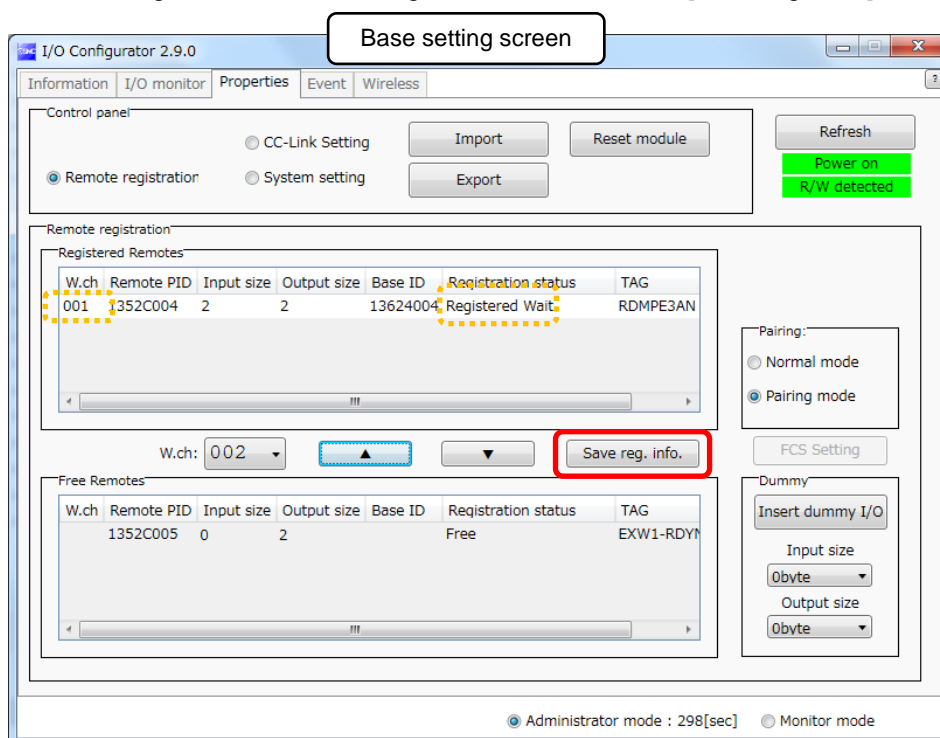 Base setting screen
SMC I/O Configurator 2.9.0
Information I/O monitor Properties Event Wireless ?
Control panel
CC-Link Setting Import Reset module Refresh
Remote registration System setting Export
Power on
R/W detected
Remote registration
Registered Remotes
W.ch Remote PID Input size Output size Base ID Registration status TAG
001 1352C004 2 2 13624004 Registered Wait RDMPE3AN
Pairing:
Normal mode
Pairing mode
W.ch: 002 ▲ ▼ Save reg. info. FCS Setting
Free Remotes
W.ch Remote PID Input size Output size Base ID Registration status TAG
1352C005 0 2 Free EXW1-RDYN
Dummy
Insert dummy I/O
Input size
0byte
Output size
0byte
Administrator mode : 298[sec] Monitor mode